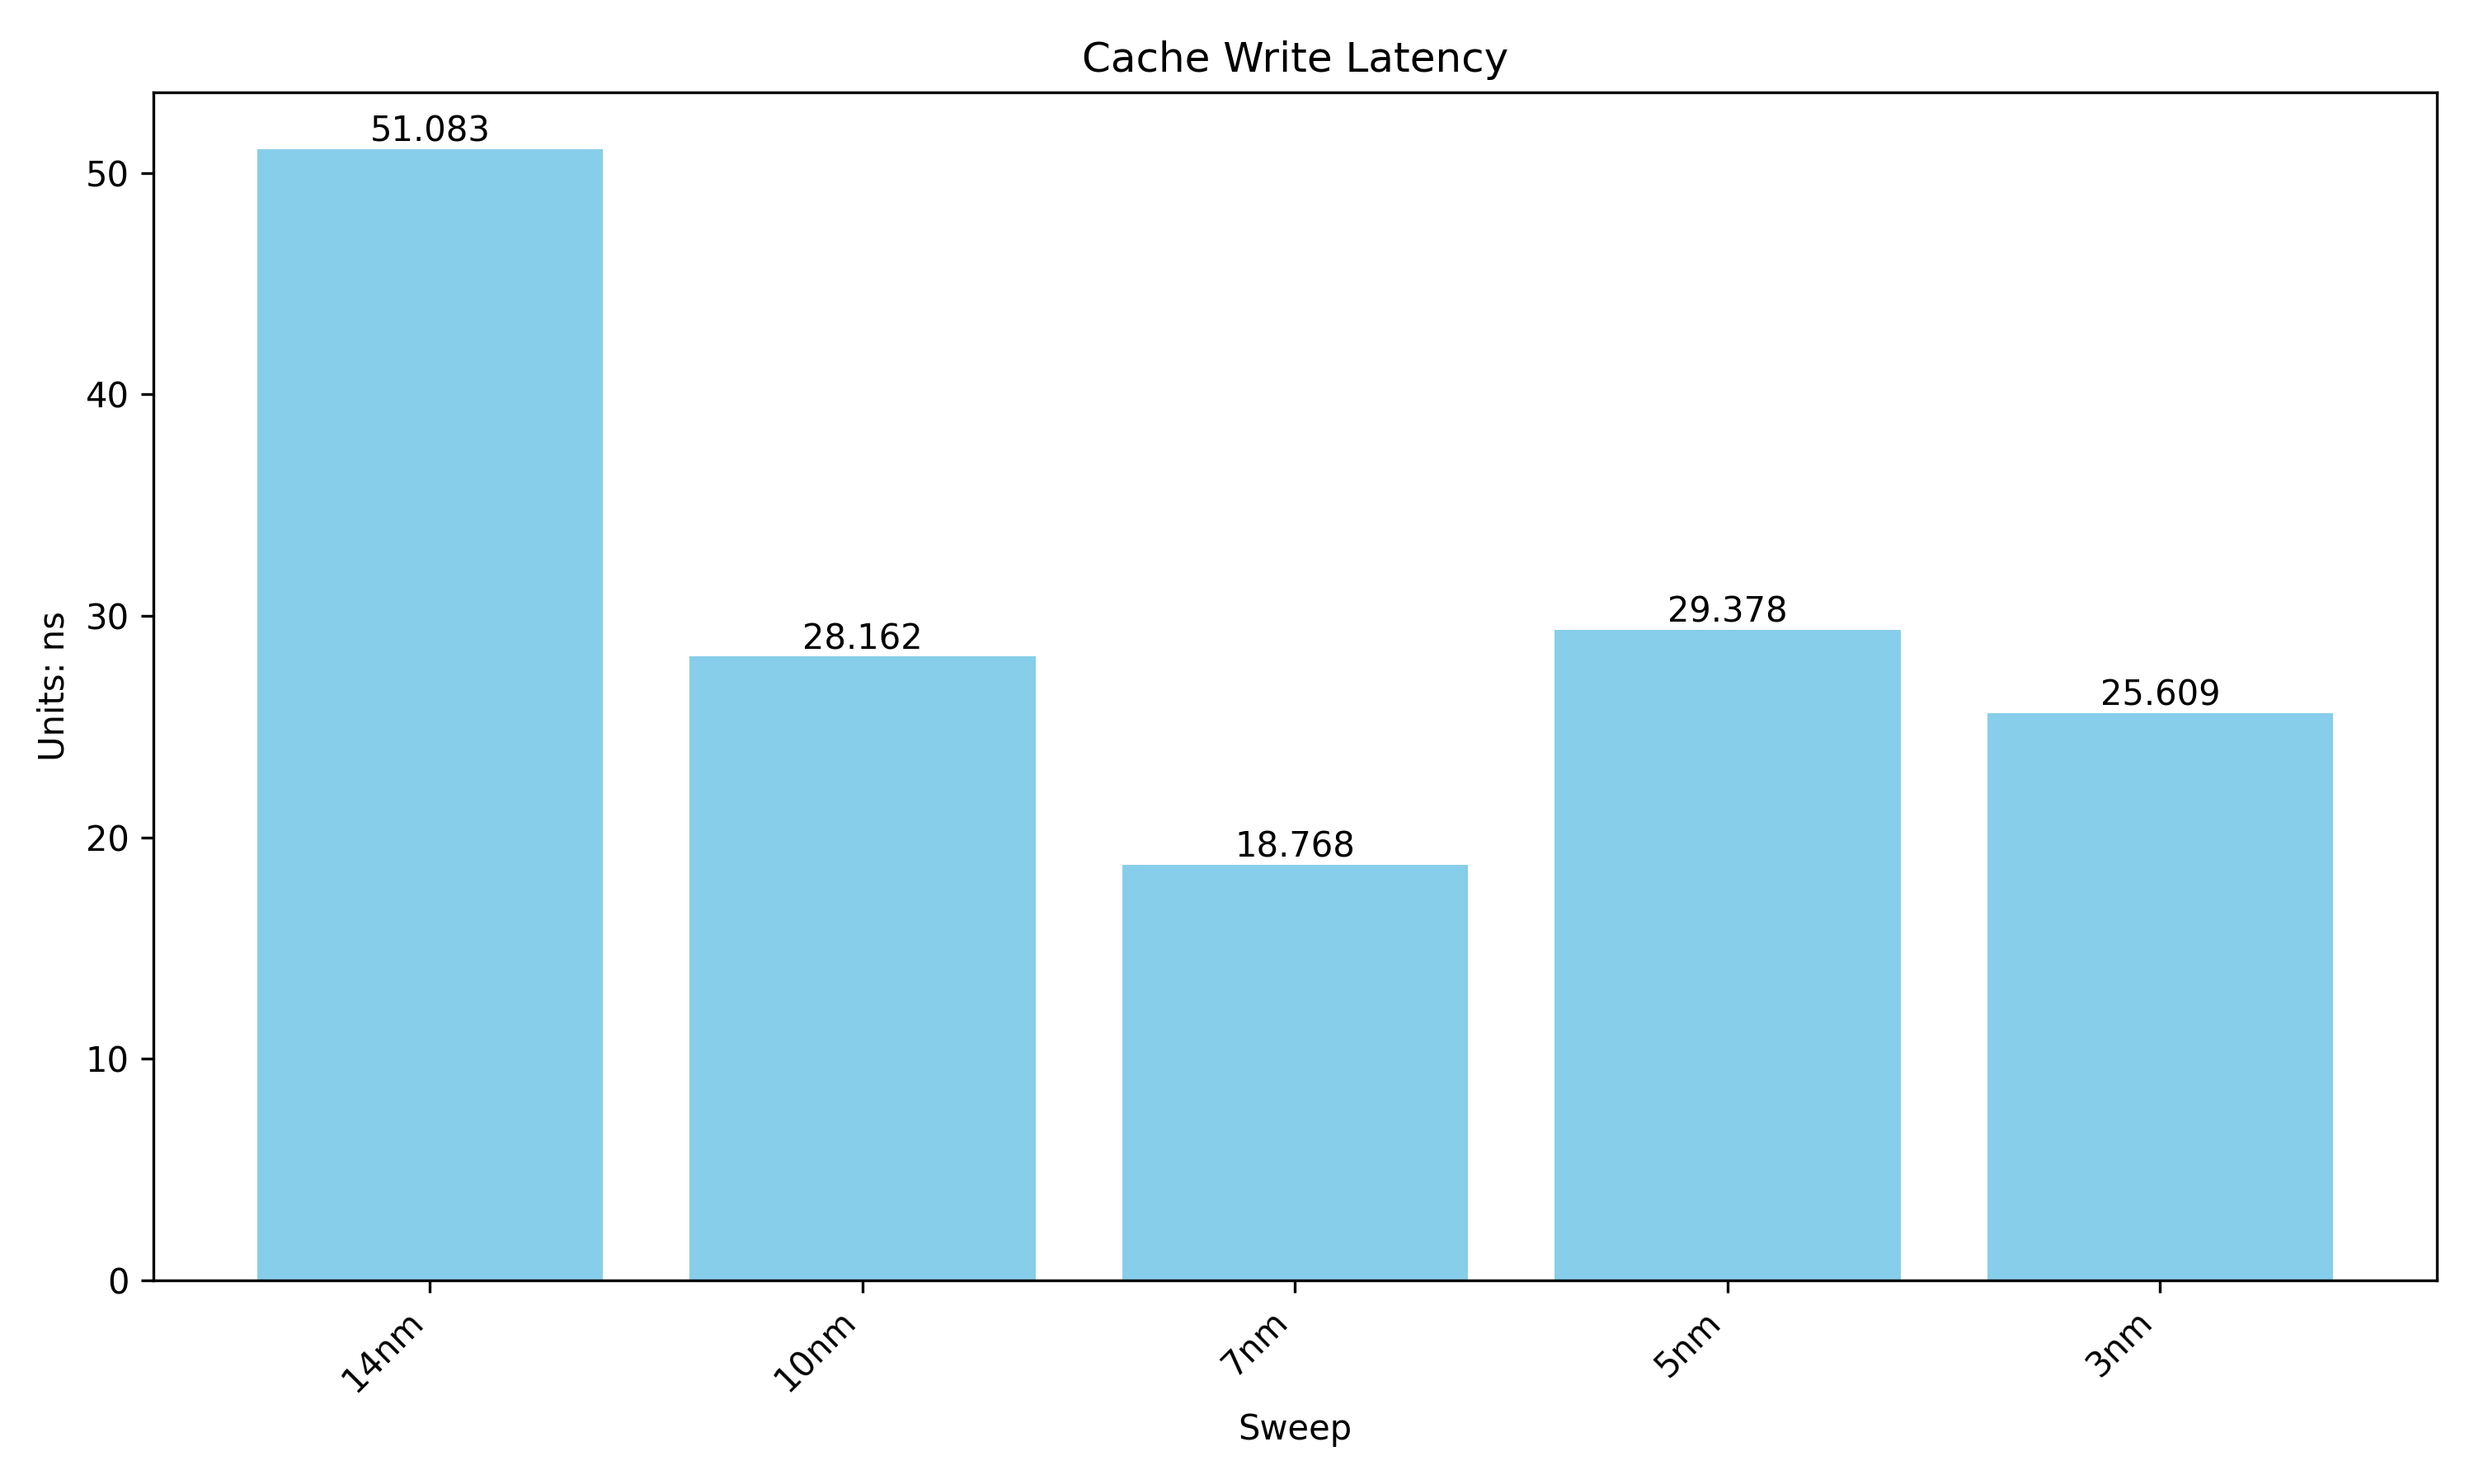 Cache Write Latency
51.083
28.162
18.768
29.378
25.609
50
40
30
20
10
0
Units: ns
14nm
10nm
7nm
5nm
3nm
Sweep